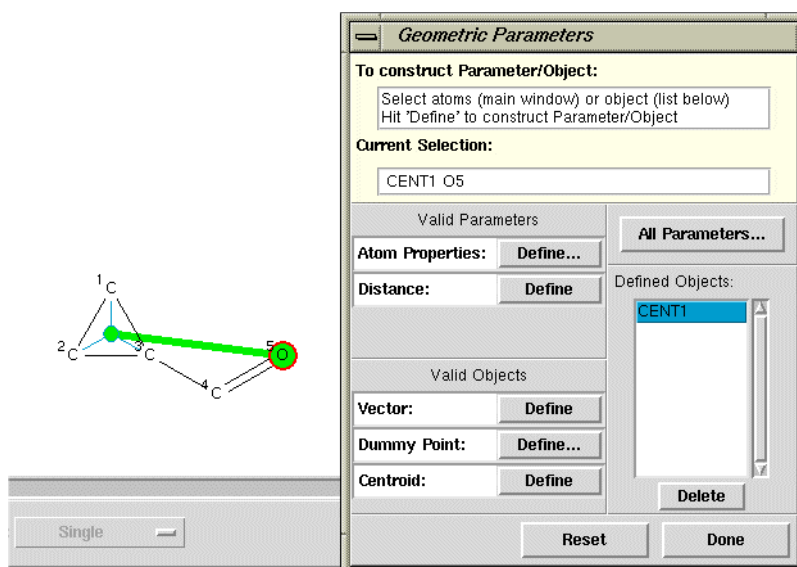 Geometric Parameters
To construct Parameter/Object:
Select atoms (main window) or object (list below)
Hit 'Define' to construct Parameter/Object
Current Selection:
CENT1 O5
Valid Parameters
Atom Properties: Define...
Distance: Define
All Parameters...
Defined Objects:
CENT1
Valid Objects
Vector: Define
Dummy Point: Define...
Centroid: Define
Delete
Reset Done
1 C
2 C 3 C 5 O
4 C
Single